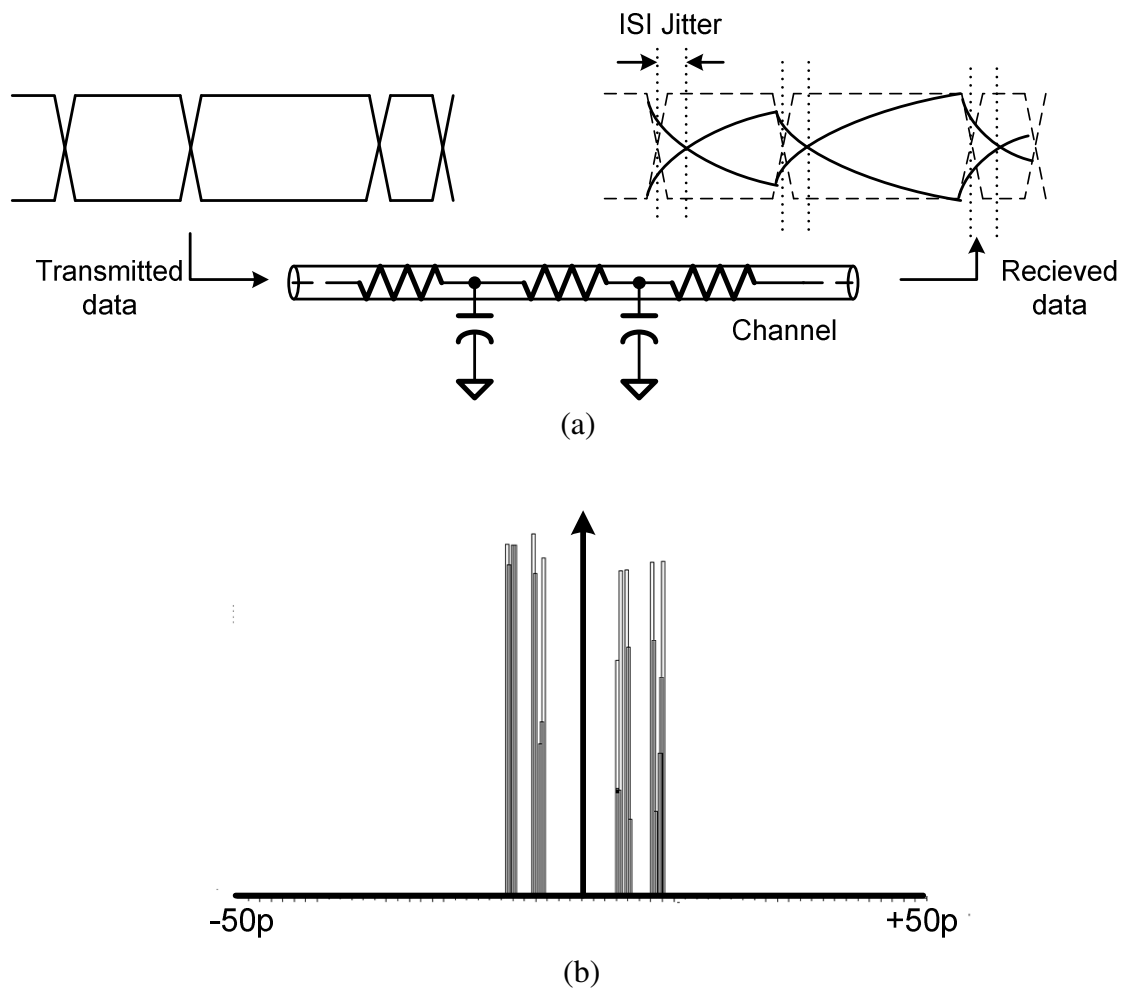 ISI Jitter
Transmitted
data
Recieved
data
Channel
(a)
-50p
+50p
(b)